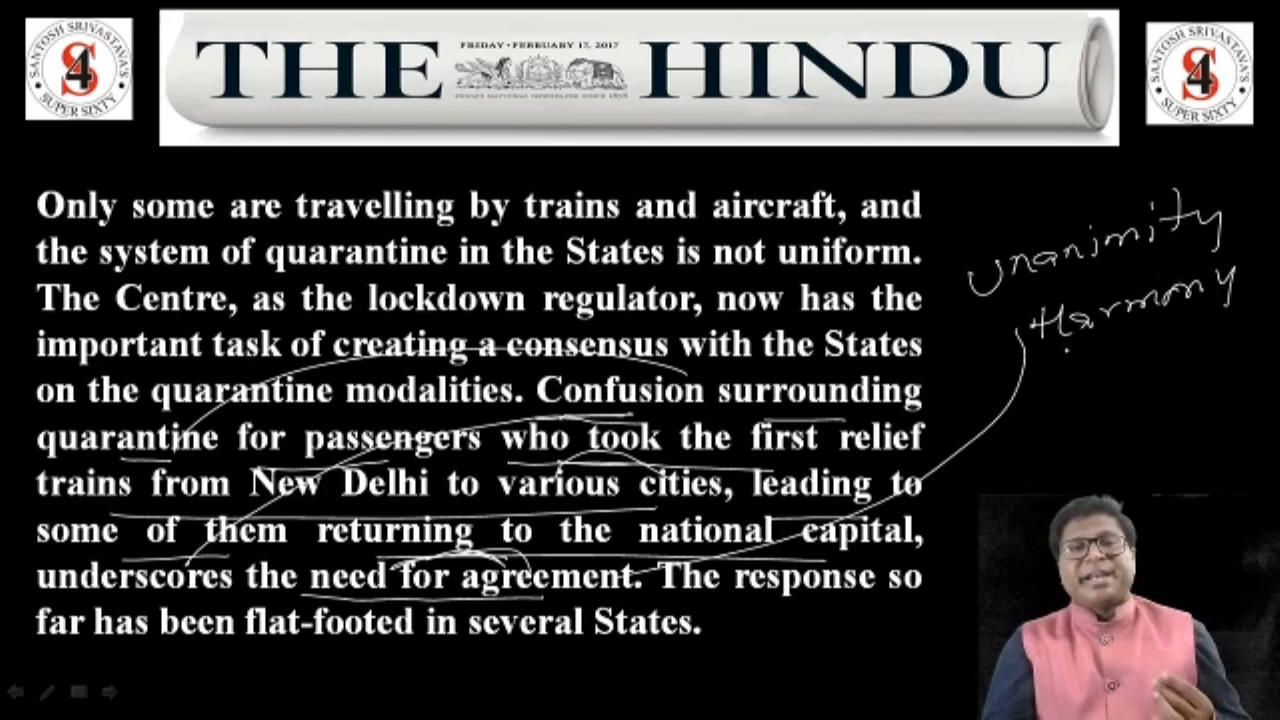 SANTOSH SRIVASTAVA'S
S4
SUPER SIXTY
THE HINDU
FRIDAY • FEBRUARY 17, 2017
SANTOSH SRIVASTAVA'S
S4
SUPER SIXTY
Only some are travelling by trains and aircraft, and
the system of quarantine in the States is not uniform.
The Centre, as the lockdown regulator, now has the
important task of creating a consensus with the States
on the quarantine modalities. Confusion surrounding
quarantine for passengers who took the first relief
trains from New Delhi to various cities, leading to
some of them returning to the national capital,
underscores the need for agreement. The response so
far has been flat-footed in several States.
unanimity
Harmony